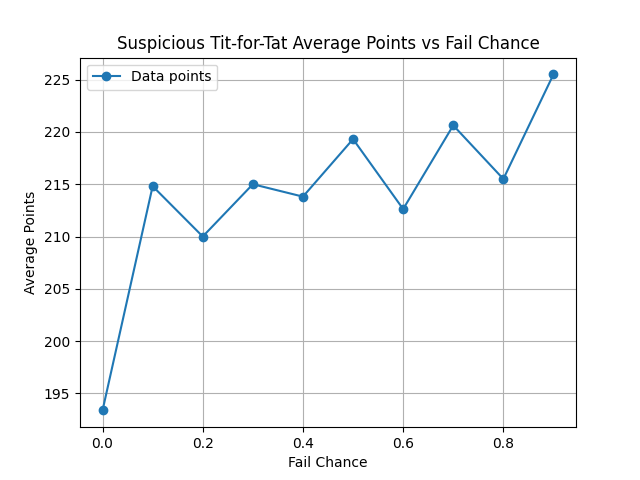 Suspicious Tit-for-Tat Average Points vs Fail Chance
Data points
225
220
215
210
205
200
195
Average Points
0.0 0.2 0.4 0.6 0.8
Fail Chance